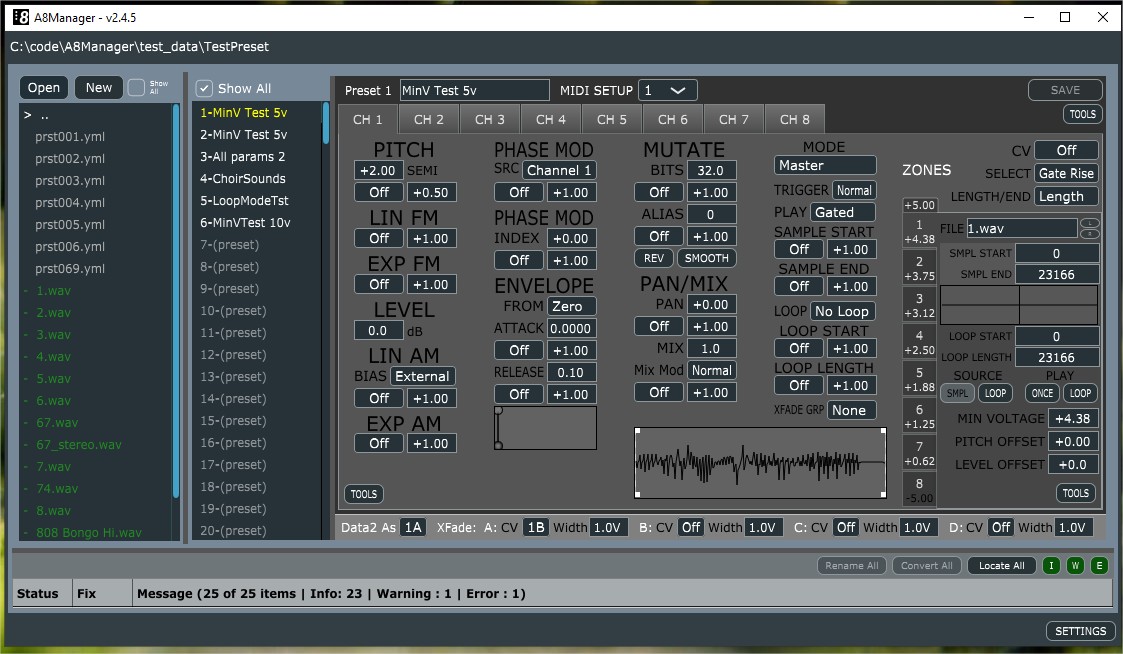 A8Manager - v2.4.5
C:\code\A8Manager\test_data\TestPreset
Open New Show All
> ..
prst001.yml
prst002.yml
prst003.yml
prst004.yml
prst005.yml
prst006.yml
prst069.yml
- 1.wav
- 2.wav
- 3.wav
- 4.wav
- 5.wav
- 6.wav
- 67.wav
- 67_stereo.wav
- 7.wav
- 74.wav
- 8.wav
- 808 Bongo Hi.wav
Show All
1-MinV Test 5v
2-MinV Test 5v
3-All params 2
4-ChoirSounds
5-LoopModeTst
6-MinVTest 10v
7-(preset)
8-(preset)
9-(preset)
10-(preset)
11-(preset)
12-(preset)
13-(preset)
14-(preset)
15-(preset)
16-(preset)
17-(preset)
18-(preset)
19-(preset)
20-(preset)
Preset 1 MinV Test 5v MIDI SETUP 1 SAVE
TOOLS
CH 1 CH 2 CH 3 CH 4 CH 5 CH 6 CH 7 CH 8
PITCH
+2.00 SEMI
Off +0.50
LIN FM
Off +1.00
EXP FM
Off +1.00
LEVEL
0.0 dB
LIN AM
BIAS External
Off +1.00
EXP AM
Off +1.00
TOOLS
PHASE MOD
SRC Channel 1
Off +1.00
PHASE MOD
INDEX +0.00
Off +1.00
ENVELOPE
FROM Zero
ATTACK 0.0000
Off +1.00
RELEASE 0.10
Off +1.00
MUTATE
BITS 32.0
Off +1.00
ALIAS 0
Off +1.00
REV SMOOTH
PAN/MIX
PAN +0.00
Off +1.00
MIX 1.0
Mix Mod Normal
Off +1.00
MODE
Master
TRIGGER Normal
PLAY Gated
SAMPLE START
Off +1.00
SAMPLE END
Off +1.00
LOOP No Loop
LOOP START
Off +1.00
LOOP LENGTH
Off +1.00
XFADE GRP None
ZONES
+5.00
1
+4.38
2
+3.75
3
+3.12
4
+2.50
5
+1.88
6
+1.25
7
+0.62
8
-5.00
CV Off
SELECT Gate Rise
LENGTH/END Length
FILE 1.wav
SMPL START 0
SMPL END 23166
LOOP START 0
LOOP LENGTH 23166
SOURCE PLAY
SMPL LOOP ONCE LOOP
MIN VOLTAGE +4.38
PITCH OFFSET +0.00
LEVEL OFFSET +0.0
TOOLS
Data2 As 1A XFade: A: CV 1B Width 1.0V B: CV Off Width 1.0V C: CV Off Width 1.0V D: CV Off Width 1.0V
Rename All Convert All Locate All I W E
Status Fix Message (25 of 25 items | Info: 23 | Warning : 1 | Error : 1)
SETTINGS